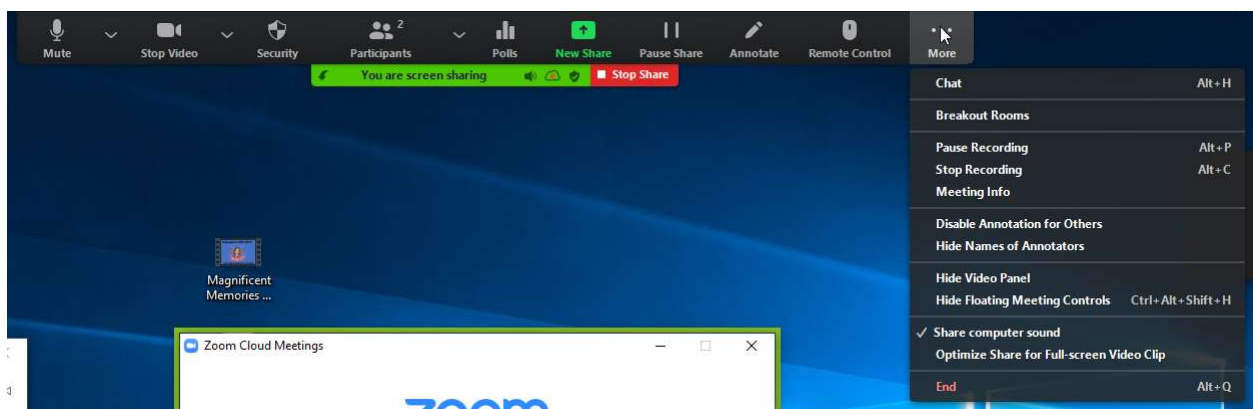 2
Mute Stop Video Security Participants Polls New Share Pause Share Annotate Remote Control More
You are screen sharing Stop Share
Chat Alt+H
Breakout Rooms
Pause Recording Alt+P
Stop Recording Alt+C
Meeting Info
Disable Annotation for Others
Hide Names of Annotators
Hide Video Panel
Hide Floating Meeting Controls Ctrl+Alt+Shift+H
Share computer sound
Optimize Share for Full-screen Video Clip
End Alt+Q
Magnificent
Memories ...
Zoom Cloud Meetings
zoom